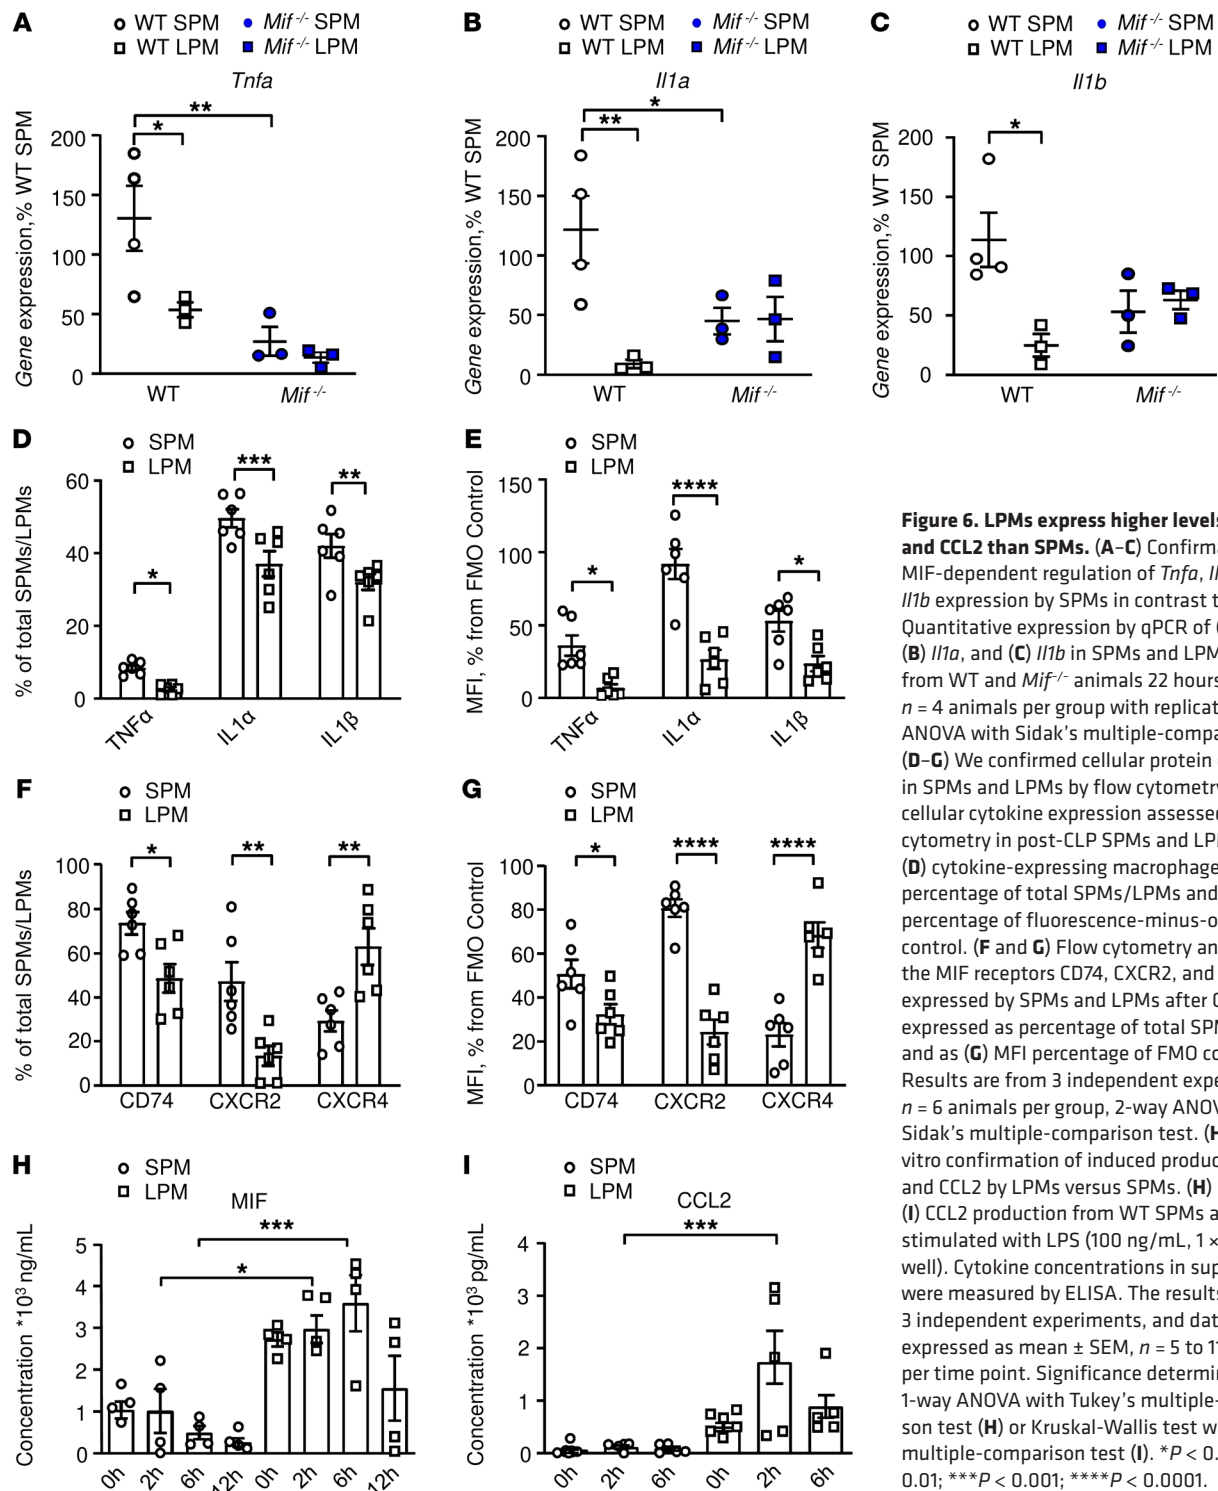 A
WT SPM Mif-/- SPM
WT LPM Mif-/- LPM
Tnfa
**
*
Gene expression,% WT SPM
200
150
100
50
0
WT Mif-/-
B
WT SPM Mif-/- SPM
WT LPM Mif-/- LPM
Il1a
*
**
Gene expression,% WT SPM
200
150
100
50
0
WT Mif-/-
C
WT SPM Mif-/- SPM
WT LPM Mif-/- LPM
Il1b
*
Gene expression,% WT SPM
200
150
100
50
0
WT Mif-/-
D
SPM
LPM
% of total SPMs/LPMs
60
40
20
0
* *** **
TNFα IL1α IL1β
E
SPM
LPM
MFI, % from FMO Control
150
100
50
0
* **** *
TNFα IL1α IL1β
F
SPM
LPM
% of total SPMs/LPMs
100
80
60
40
20
0
* ** **
CD74 CXCR2 CXCR4
G
SPM
LPM
MFI, % from FMO Control
100
80
60
40
20
0
* **** ****
CD74 CXCR2 CXCR4
H
SPM
LPM
MIF
***
*
Concentration *10³ ng/mL
5
4
3
2
1
0
0h 2h 6h 12h 0h 2h 6h 12h
I
SPM
LPM
CCL2
***
Concentration *10³ pg/mL
4
3
2
1
0
0h 2h 6h 0h 2h 6h
Figure 6. LPMs express higher levels
and CCL2 than SPMs. (A–C) Confirma
MIF-dependent regulation of Tnfa, Il
Il1b expression by SPMs in contrast t
Quantitative expression by qPCR of (
(B) Il1a, and (C) Il1b in SPMs and LPM
from WT and Mif-/- animals 22 hours
n = 4 animals per group with replicat
ANOVA with Sidak's multiple-compa
(D–G) We confirmed cellular protein
in SPMs and LPMs by flow cytometry
cellular cytokine expression assessed
cytometry in post-CLP SPMs and LPM
(D) cytokine-expressing macrophage
percentage of total SPMs/LPMs and
percentage of fluorescence-minus-o
control. (F and G) Flow cytometry an
the MIF receptors CD74, CXCR2, and
expressed by SPMs and LPMs after C
expressed as percentage of total SPM
and as (G) MFI percentage of FMO co
Results are from 3 independent expe
n = 6 animals per group, 2-way ANOV
Sidak's multiple-comparison test. (H
vitro confirmation of induced produc
and CCL2 by LPMs versus SPMs. (H)
(I) CCL2 production from WT SPMs a
stimulated with LPS (100 ng/mL, 1 ×
well). Cytokine concentrations in sup
were measured by ELISA. The results
3 independent experiments, and dat
expressed as mean ± SEM, n = 5 to 1
per time point. Significance determin
1-way ANOVA with Tukey's multiple-
son test (H) or Kruskal-Wallis test w
multiple-comparison test (I). *P < 0.
0.01; ***P < 0.001; ****P < 0.0001.